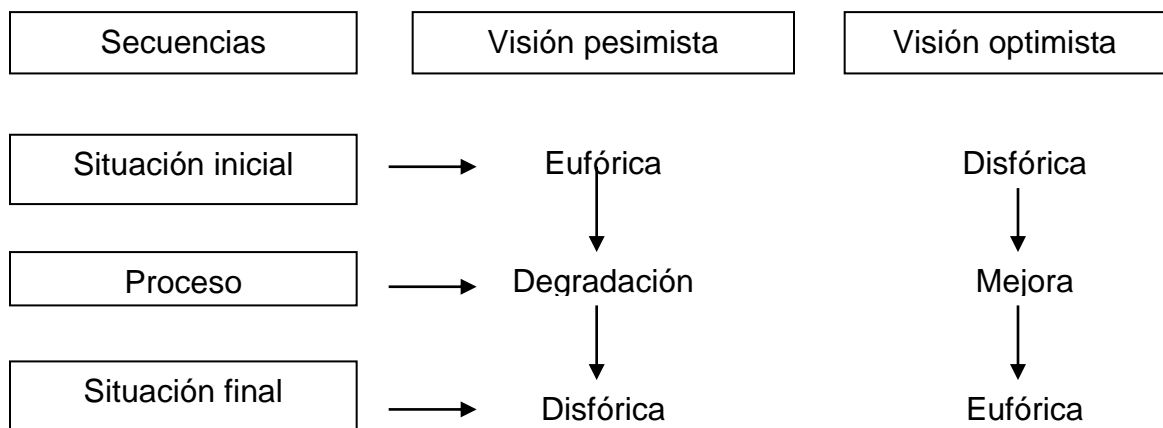 Secuencias Visión pesimista Visión optimista
Situación inicial Eufórica Disfórica
Proceso Degradación Mejora
Situación final Disfórica Eufórica